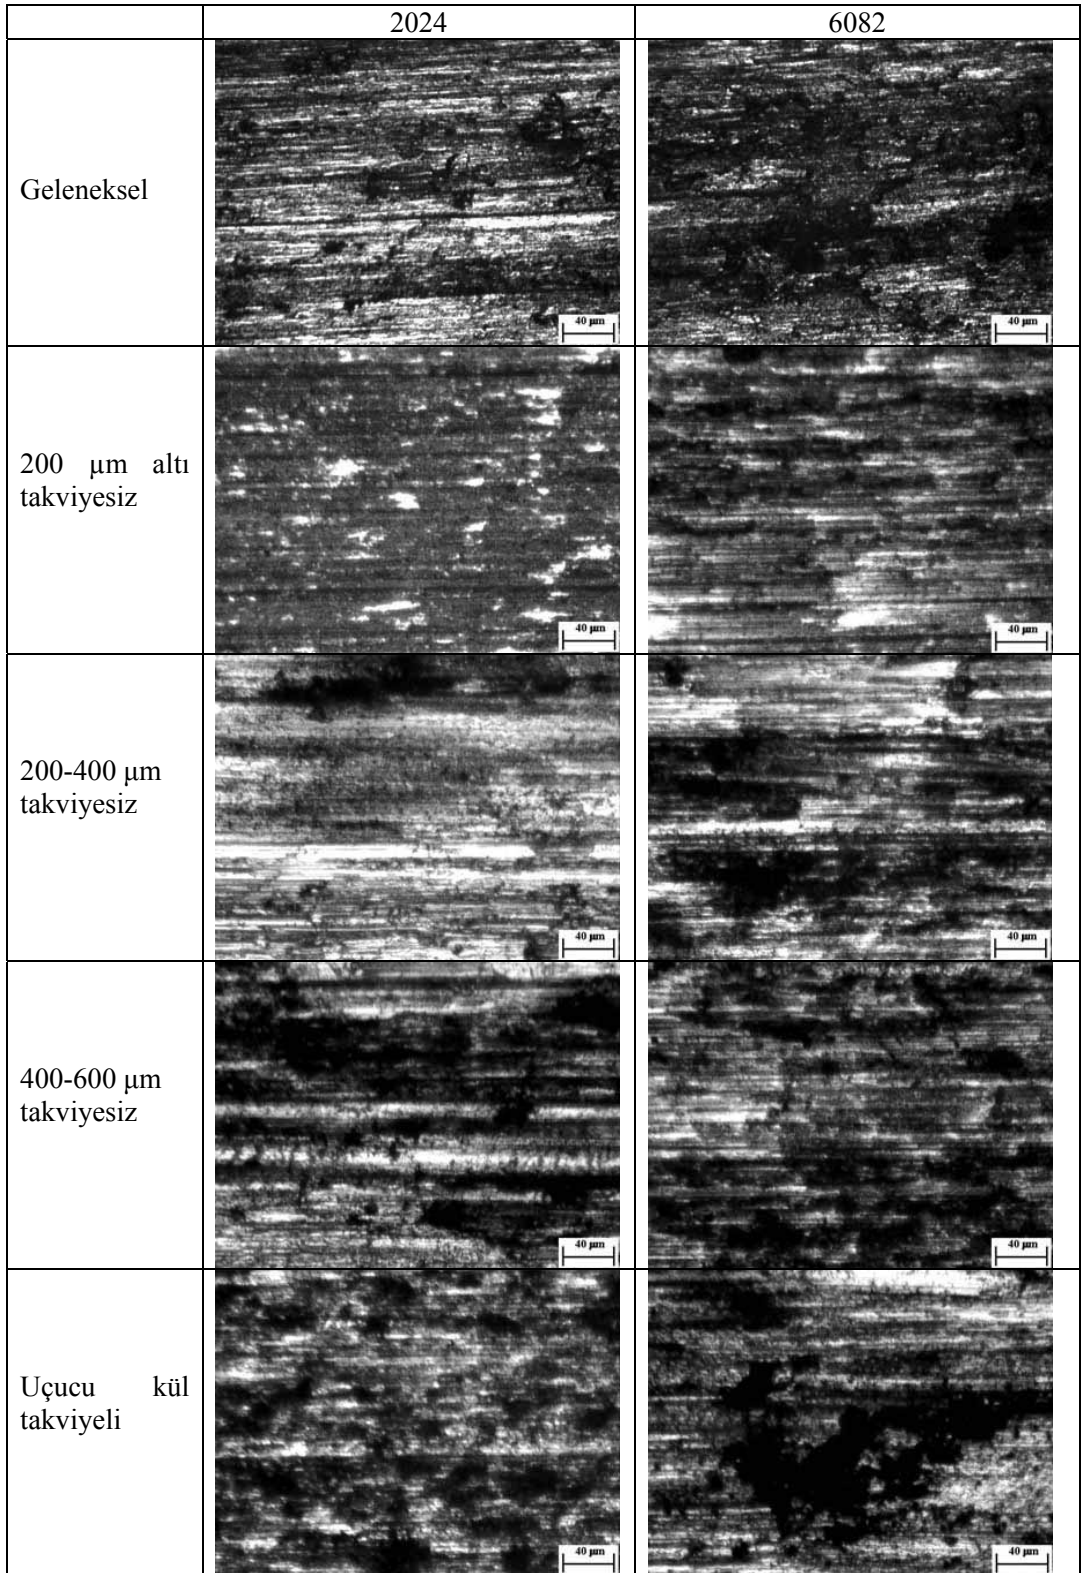 2024 6082
Geleneksel
40 µm 40 µm
200 µm altı
takviyesiz
40 µm 40 µm
200-400 µm
takviyesiz
40 µm 40 µm
400-600 µm
takviyesiz
40 µm 40 µm
Uçucu kül
takviyeli
40 µm 40 µm